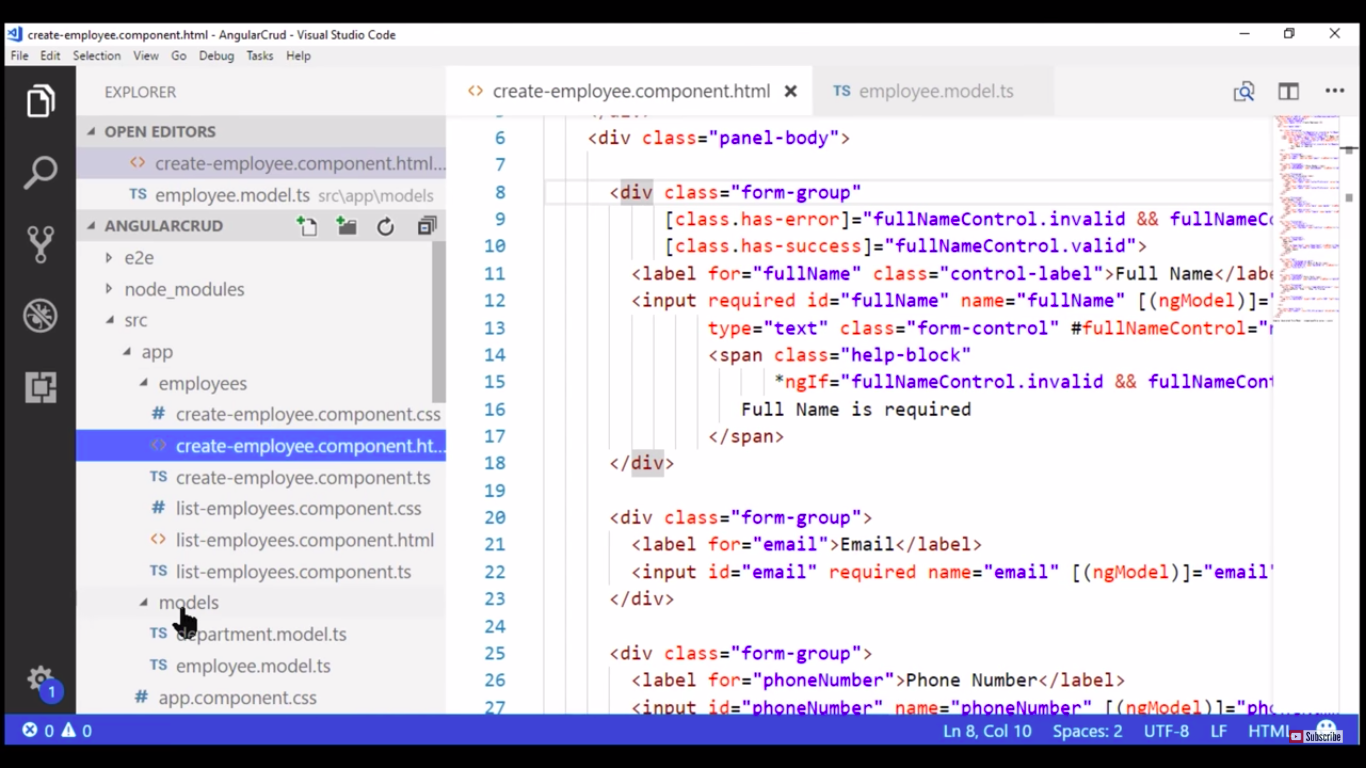 create-employee.component.html - AngularCrud - Visual Studio Code
File Edit Selection View Go Debug Tasks Help
EXPLORER
OPEN EDITORS
<> create-employee.component.html...
TS employee.model.ts src\app\models
ANGULARCRUD
e2e
node_modules
src
app
employees
# create-employee.component.css
<> create-employee.component.ht...
TS create-employee.component.ts
# list-employees.component.css
<> list-employees.component.html
TS list-employees.component.ts
models
TS department.model.ts
TS employee.model.ts
# app.component.css
1
<> create-employee.component.html TS employee.model.ts
6 <div class="panel-body">
7
8 <div class="form-group"
9 [class.has-error]="fullNameControl.invalid && fullNameC
10 [class.has-success]="fullNameControl.valid">
11 <label for="fullName" class="control-label">Full Name</labe
12 <input required id="fullName" name="fullName" [(ngModel)]="
13 type="text" class="form-control" #fullNameControl="
14 <span class="help-block"
15 *ngIf="fullNameControl.invalid && fullNameCont
16 Full Name is required
17 </span>
18 </div>
19
20 <div class="form-group">
21 <label for="email">Email</label>
22 <input id="email" required name="email" [(ngModel)]="email"
23 </div>
24
25 <div class="form-group">
26 <label for="phoneNumber">Phone Number</label>
27 <input id="phoneNumber" name="phoneNumber" [(ngModel)]="phon
0 0 Ln 8, Col 10 Spaces: 2 UTF-8 LF HTML Subscribe